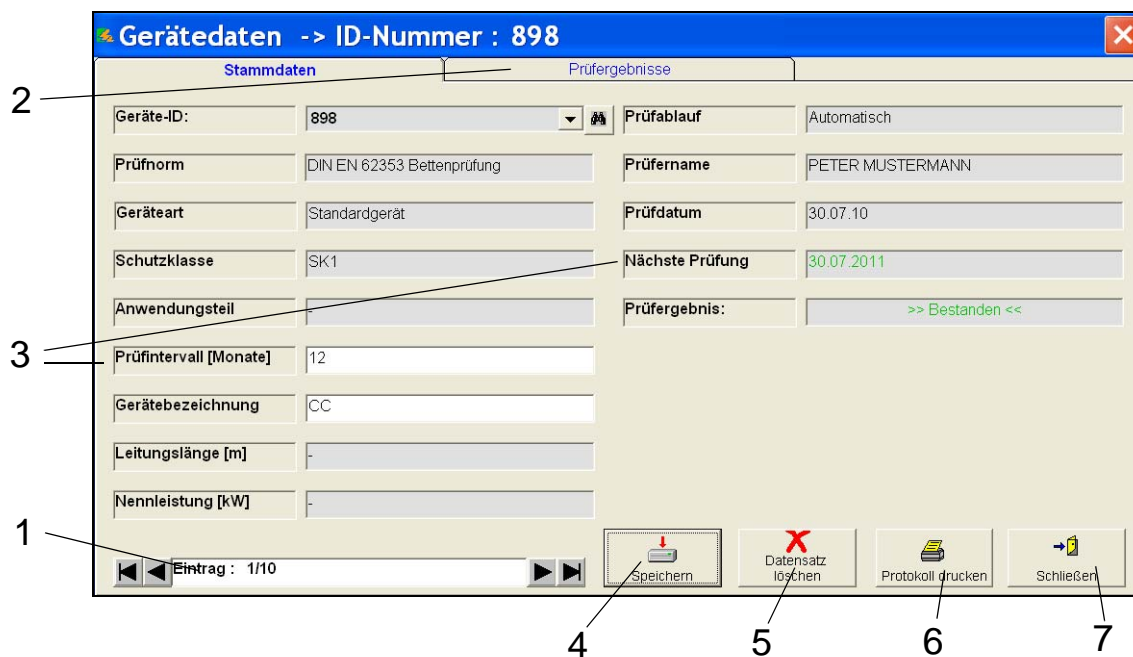 Gerätedaten -> ID-Nummer : 898
Stammdaten Prüfergebnisse
2
Geräte-ID: 898 Prüfablauf Automatisch
Prüfnorm DIN EN 62353 Bettenprüfung Prüfername PETER MUSTERMANN
Geräteart Standardgerät Prüfdatum 30.07.10
Schutzklasse SK1 Nächste Prüfung 30.07.2011
Anwendungsteil - Prüfergebnis: >> Bestanden <<
3
Prüfintervall [Monate] 12
Gerätebezeichnung CC
Leitungslänge [m] -
Nennleistung [kW] -
1
Eintrag : 1/10
Speichern
Datensatz
löschen
Protokoll drucken
Schließen
4 5 6 7